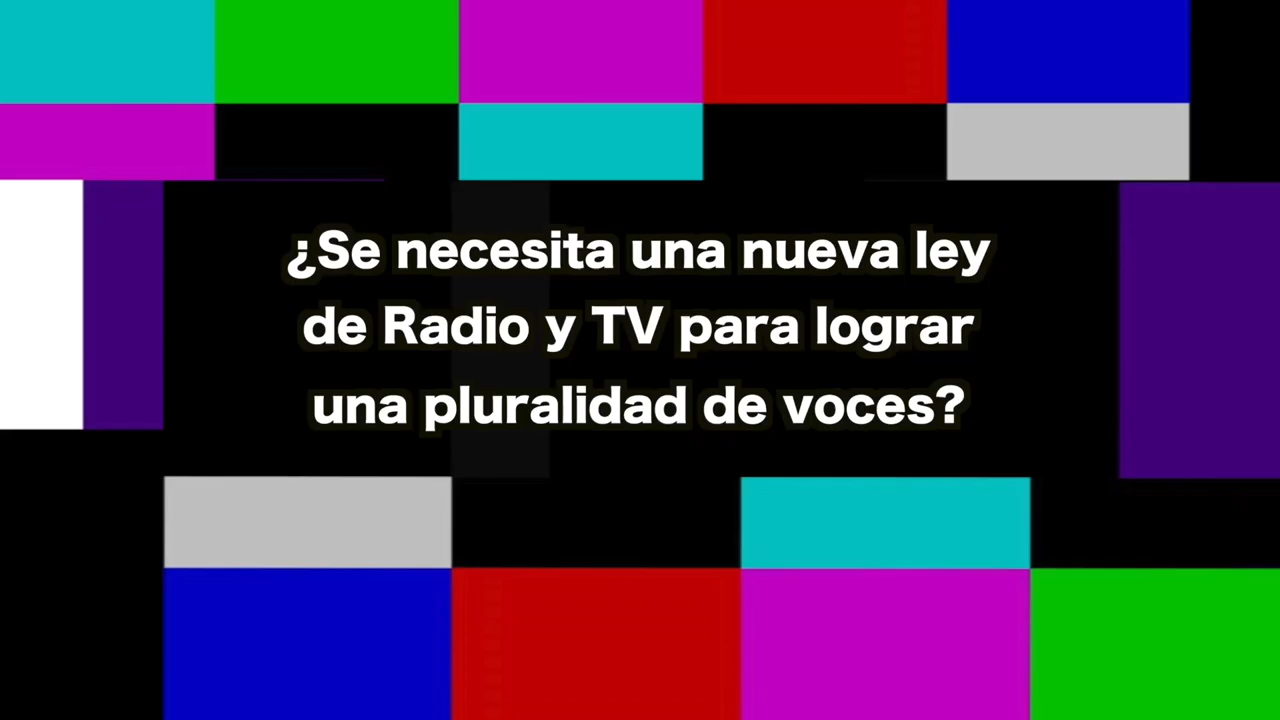 ¿Se necesita una nueva ley
de Radio y TV para lograr
una pluralidad de voces?